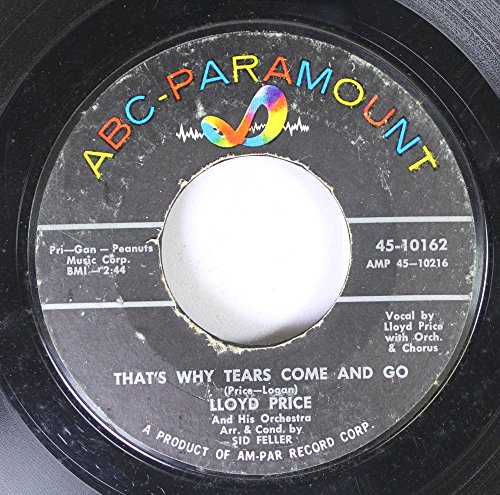 ABC-PARAMOUNT
Pri-Gan-Peanuts
Music Corp.
BMI-2:44
45-10162
AMP 45-10216
Vocal by
Lloyd Price
with Orch.
& Chorus
THAT'S WHY TEARS COME AND GO
(Price-Logan)
LLOYD PRICE
And His Orchestra
Arr. & Cond. by
SID FELLER
A PRODUCT OF AM-PAR RECORD CORP.